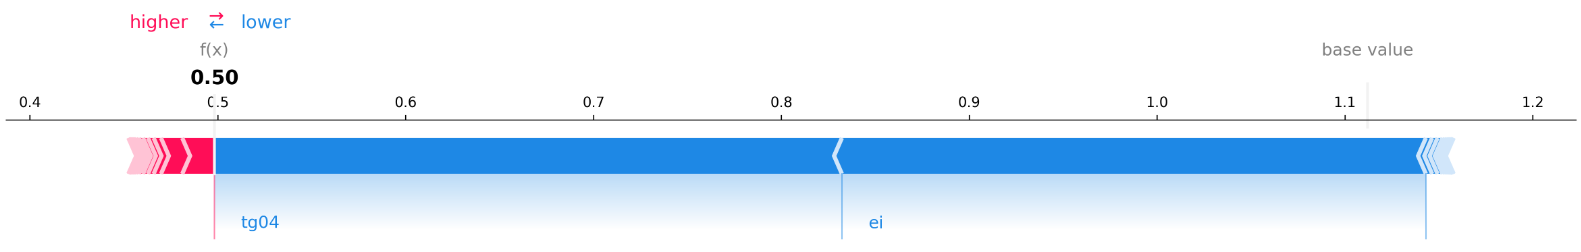 higher ⇄ lower
f(x)
base value
0.50
0.4 0.5 0.6 0.7 0.8 0.9 1.0 1.1 1.2
tg04 ei